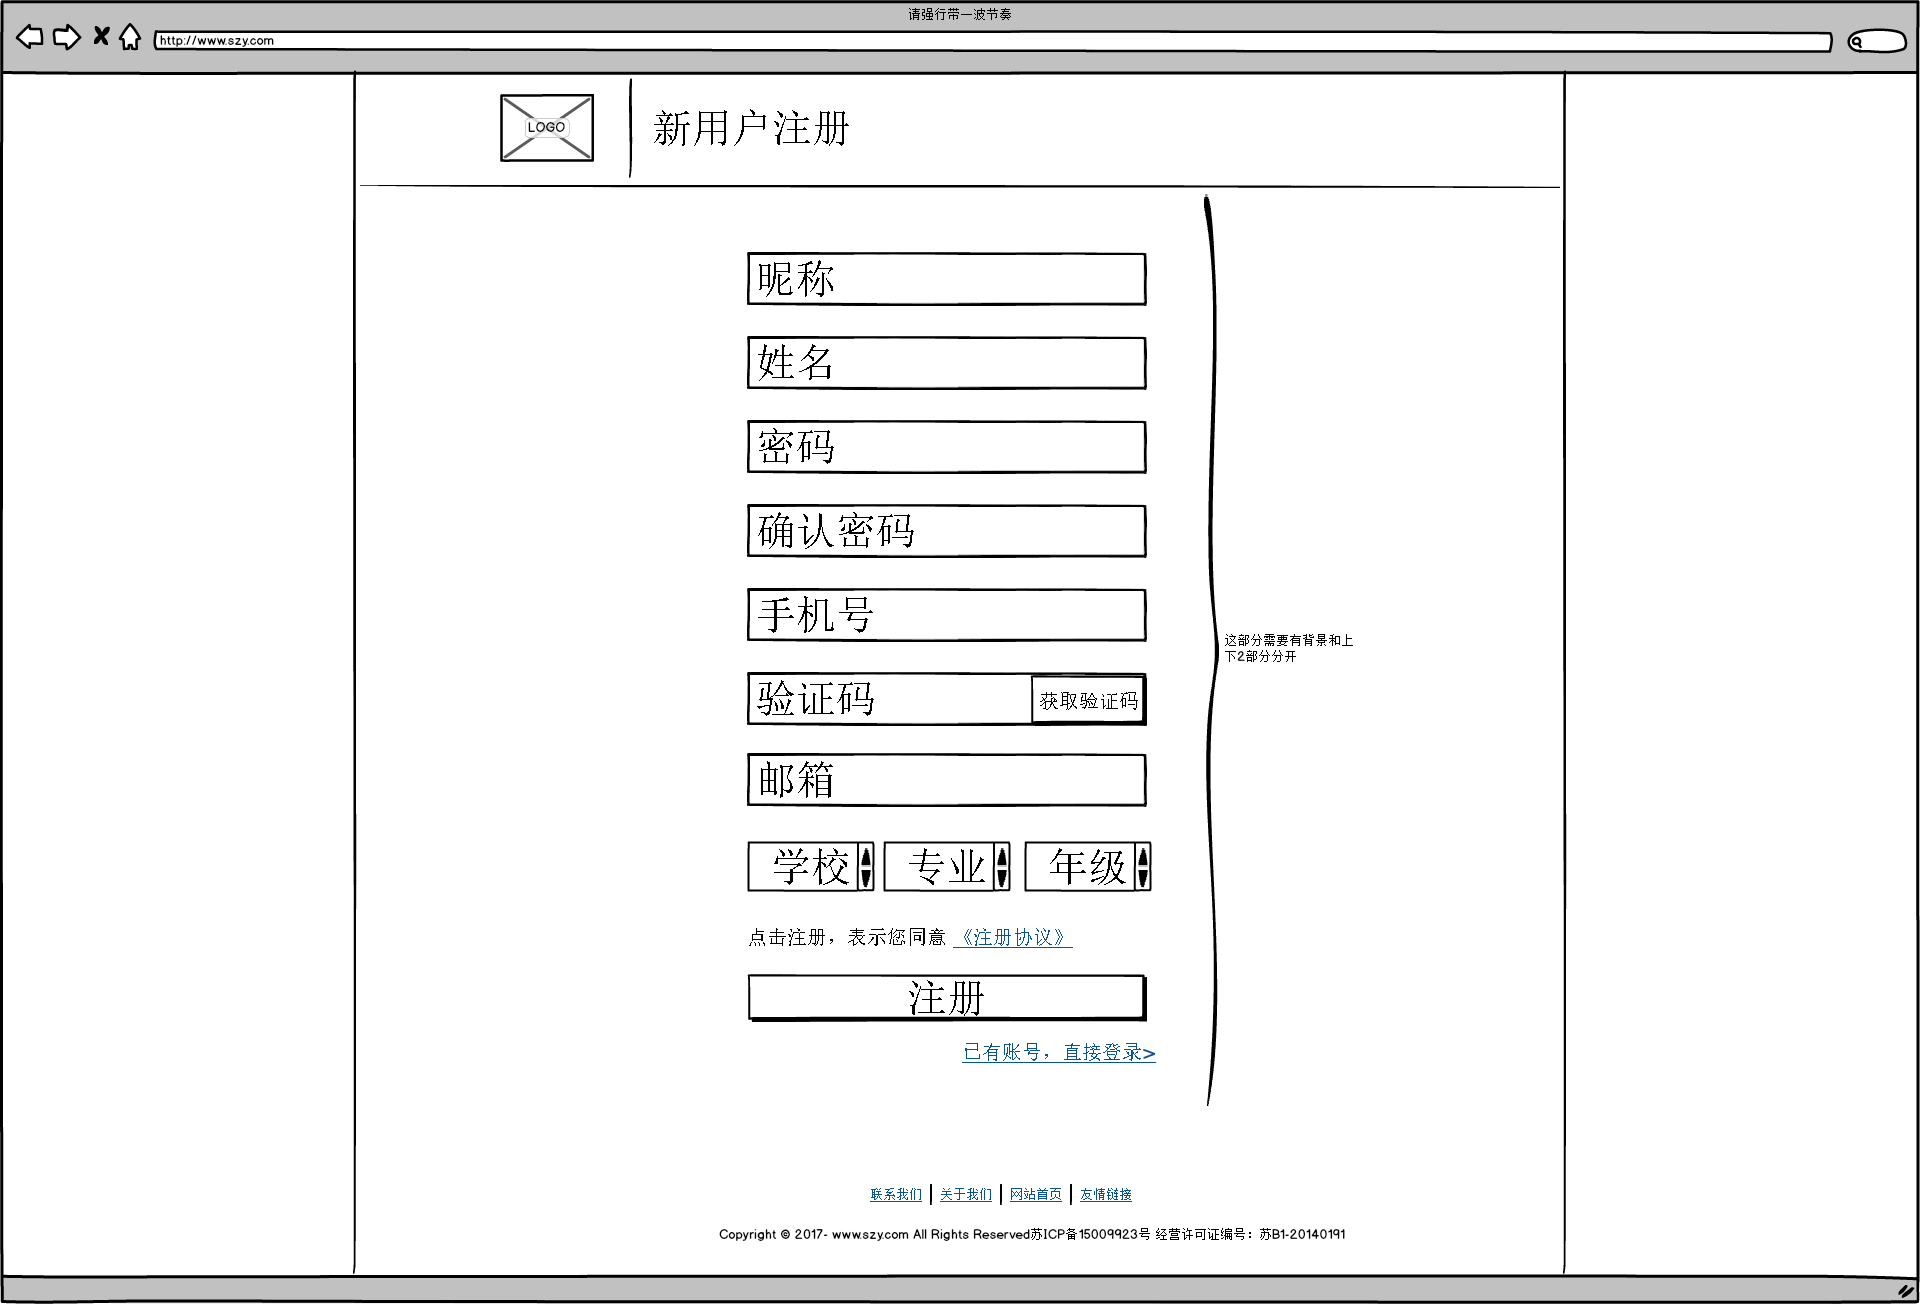 请强行带一波节奏
http://www.szy.com
LOGO
新用户注册
昵称
姓名
密码
确认密码
手机号
这部分需要有背景和上
下2部分分开
验证码 获取验证码
邮箱
学校 专业 年级
点击注册，表示您同意 《注册协议》
注册
已有账号，直接登录>
联系我们 关于我们 网站首页 友情链接
Copyright © 2017- www.szy.com All Rights Reserved苏ICP备15009923号 经营许可证编号：苏B1-20140191